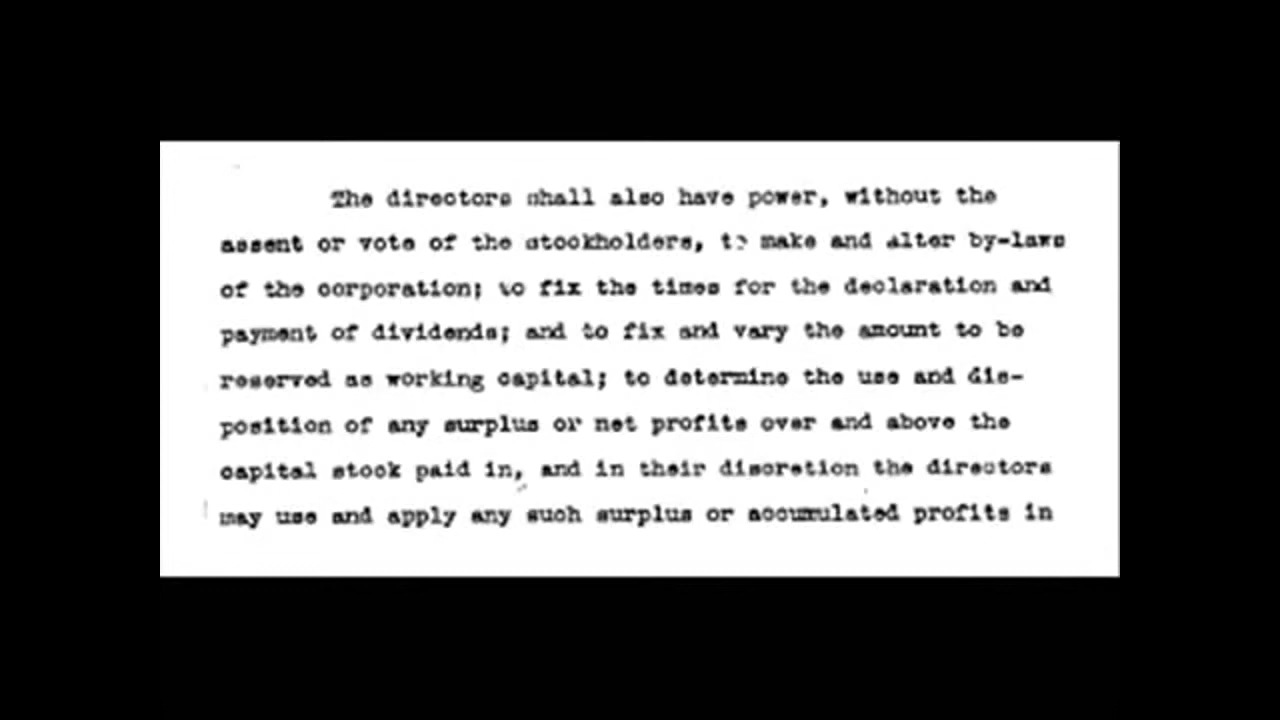 The directors shall also have power, without the
assent or vote of the stockholders, to make and alter by-laws
of the corporation; to fix the times for the declaration and
payment of dividends; and to fix and vary the amount to be
reserved as working capital; to determine the use and dis-
position of any surplus or net profits over and above the
capital stock paid in, and in their discretion the directors
may use and apply any such surplus or accumulated profits in